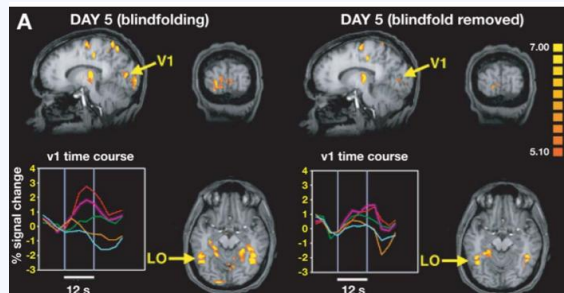 A
DAY 5 (blindfolding)
DAY 5 (blindfold removed)
V1
V1
7.00
5.10
v1 time course
v1 time course
% signal change
4
3
2
1
0
-1
-2
-3
12 s
LO
4
3
2
1
0
-1
-2
-3
12 s
LO